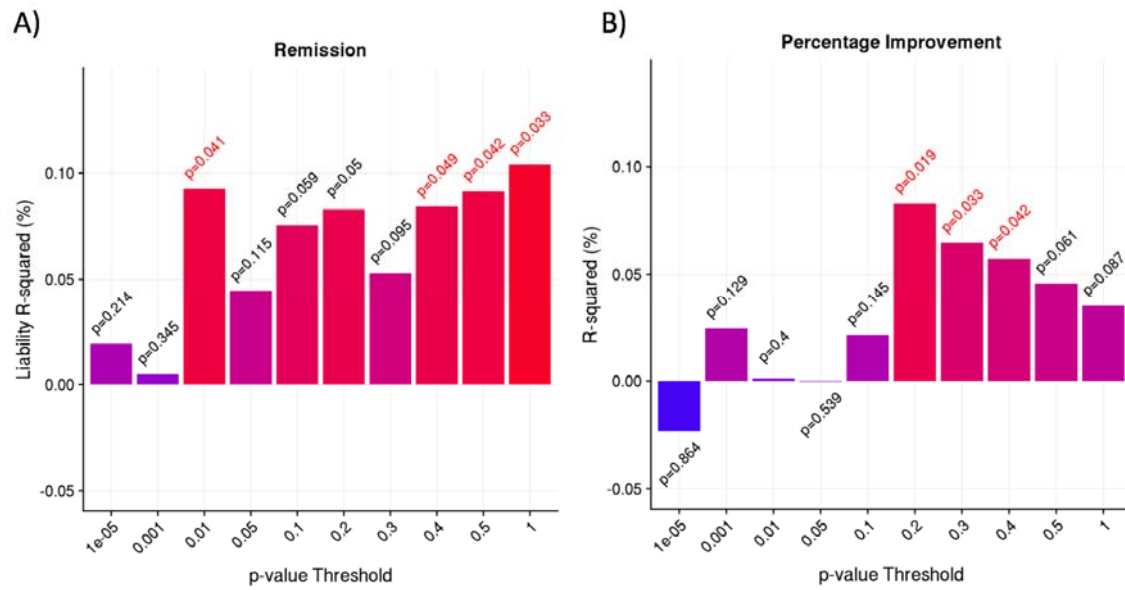 A)
Remission
Liability R-squared (%)
0.10
0.05
0.00
-0.05
p=0.214
p=0.345
p=0.041
p=0.115
p=0.059
p=0.05
p=0.095
p=0.049
p=0.042
p=0.033
1e-05
0.001
0.01
0.05
0.1
0.2
0.3
0.4
0.5
1
p-value Threshold
B)
Percentage Improvement
R-squared (%)
0.10
0.05
0.00
-0.05
p=0.864
p=0.129
p=0.4
p=0.539
p=0.145
p=0.019
p=0.033
p=0.042
p=0.061
p=0.087
1e-05
0.001
0.01
0.05
0.1
0.2
0.3
0.4
0.5
1
p-value Threshold